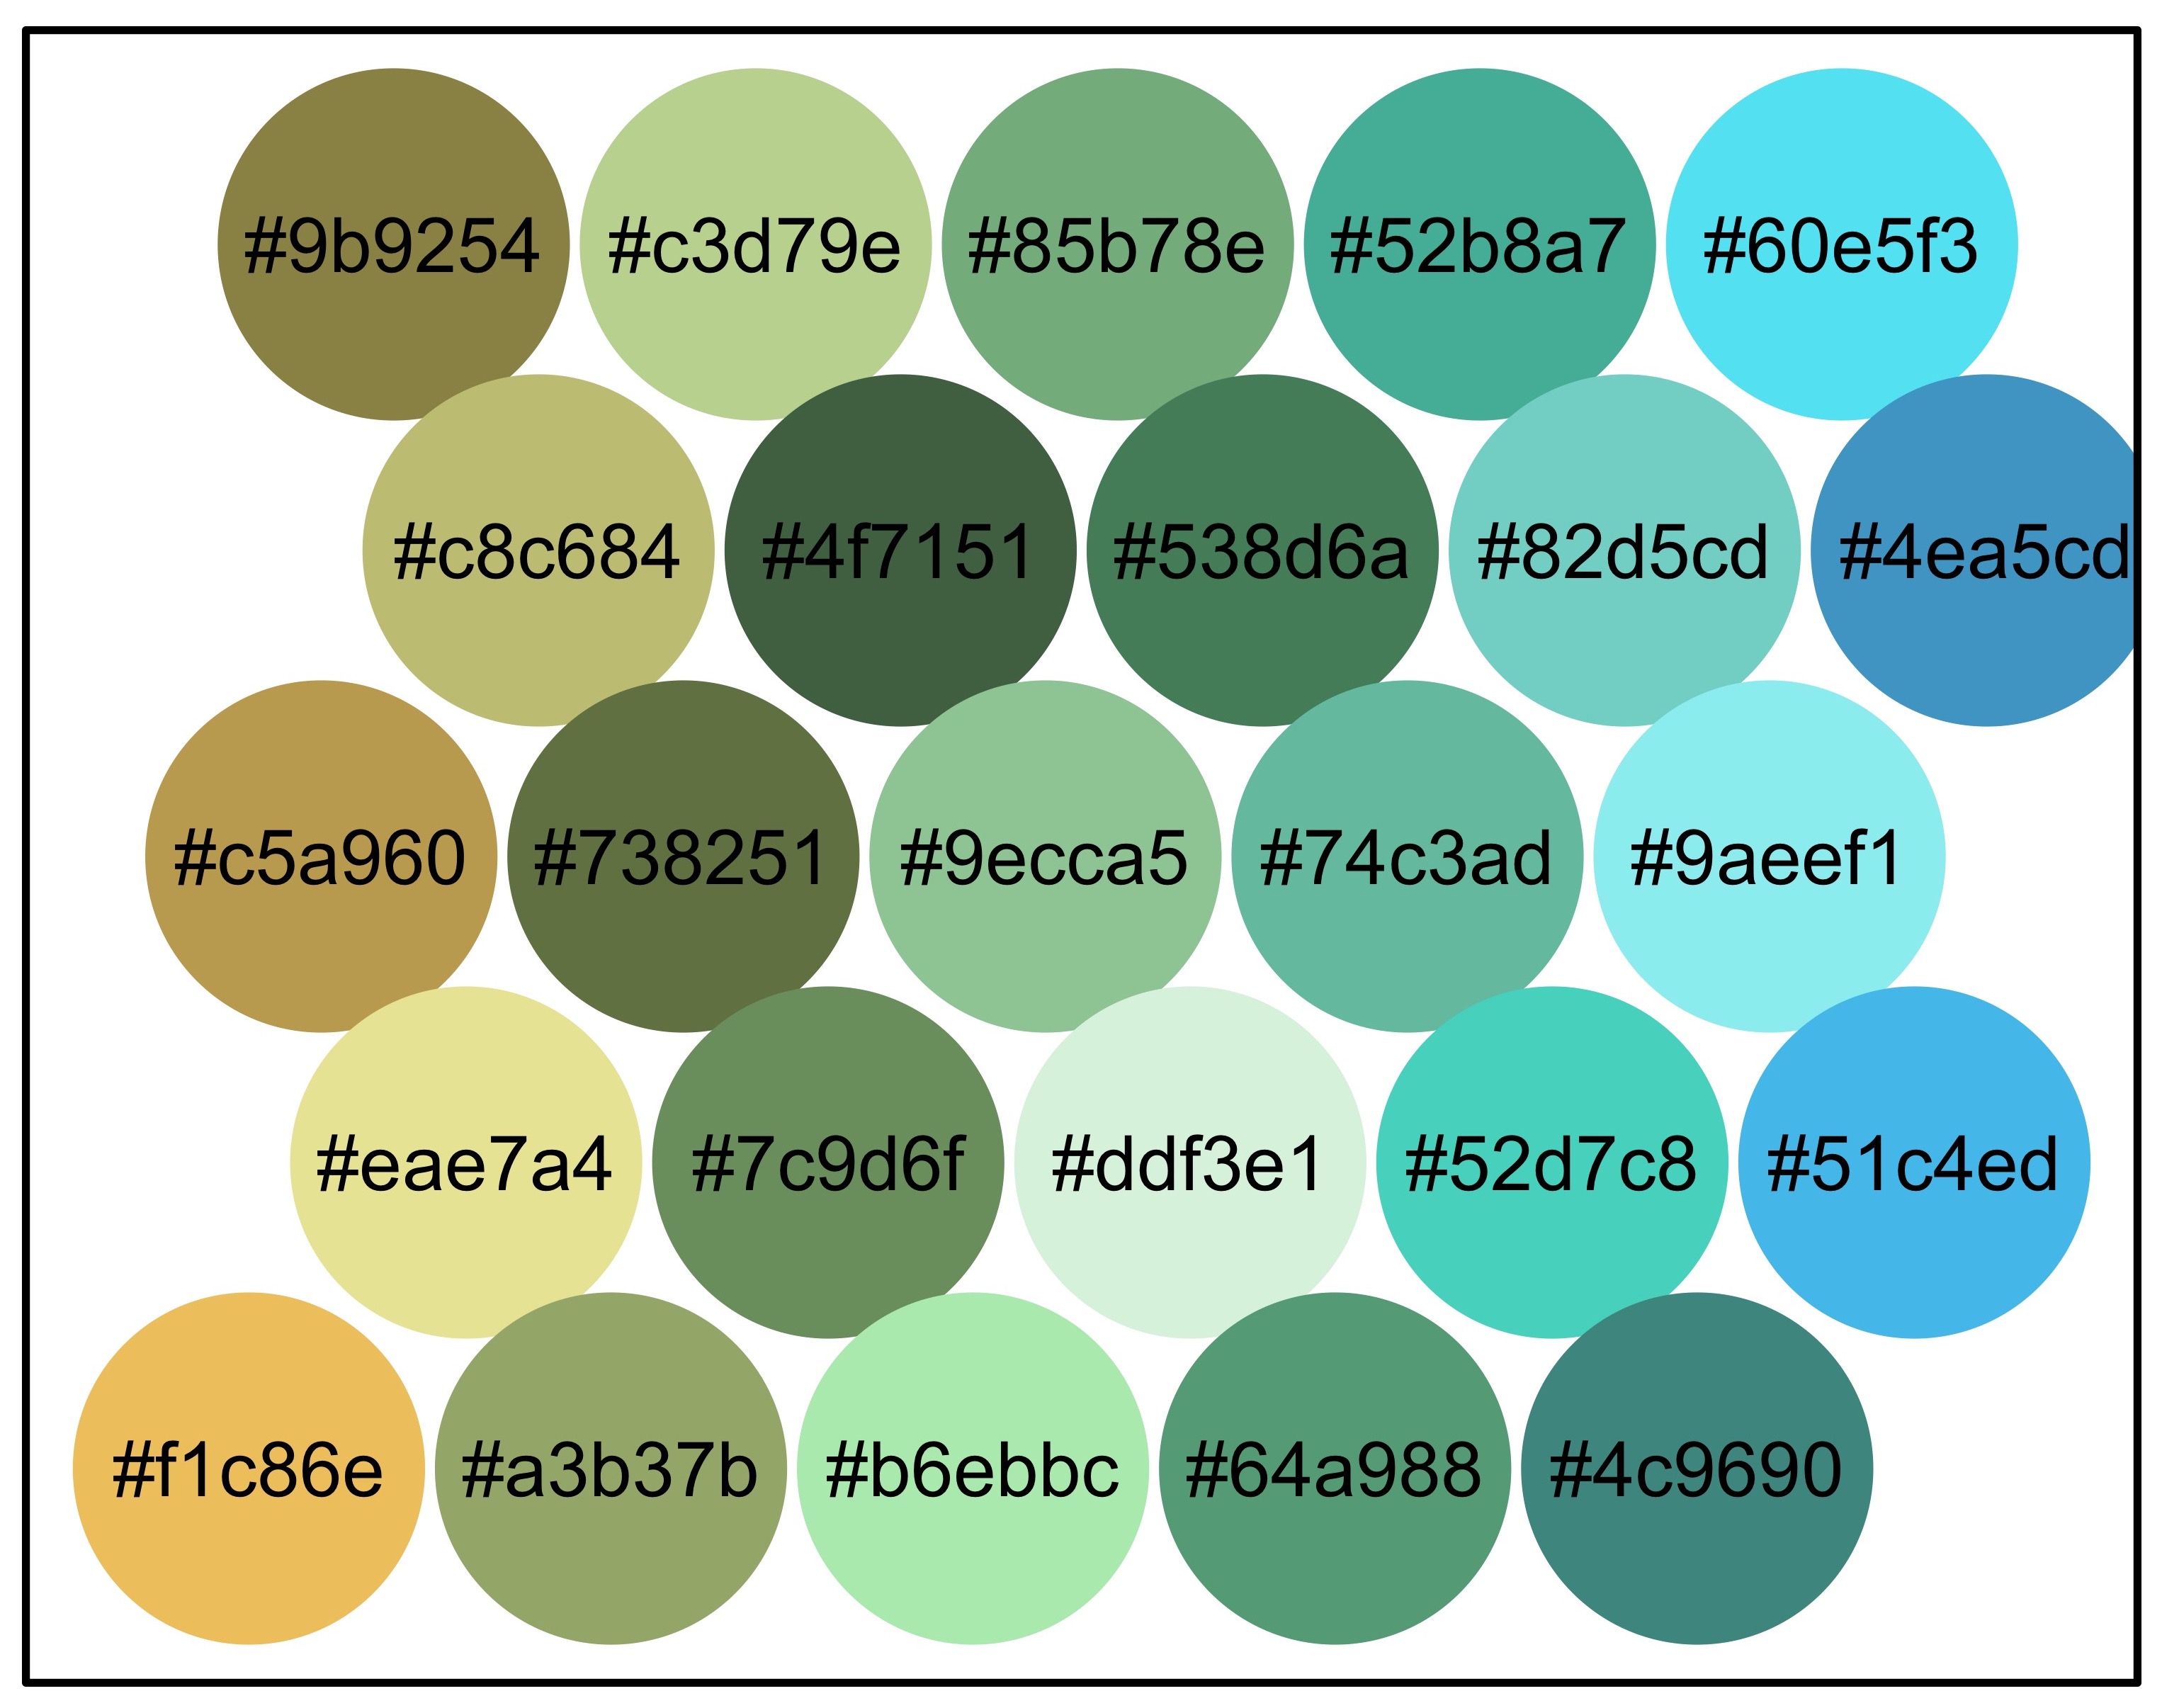 #9b9254 #c3d79e #85b78e #52b8a7 #60e5f3
#c8c684 #4f7151 #538d6a #82d5cd #4ea5cd
#c5a960 #738251 #9ecca5 #74c3ad #9aeef1
#eae7a4 #7c9d6f #ddf3e1 #52d7c8 #51c4ed
#f1c86e #a3b37b #b6ebbc #64a988 #4c9690